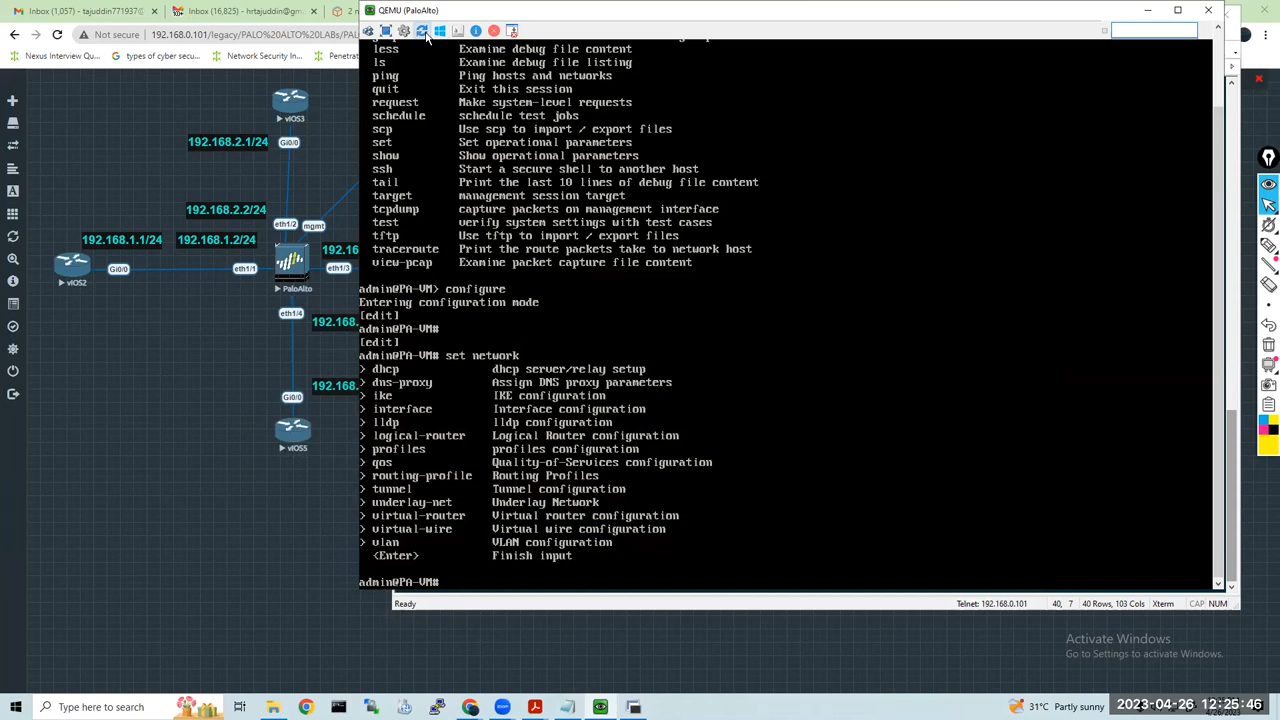 Inbox (1,057) - taujam937@
Inbox (1,141) - taujam85
QEMU (PaloAlto)
Not secure
192.168.0.101/legacy/PALO%20ALTO%20LABS/PAL
Nexus Interview Que...
types of cyber secur...
Network Security Int...
Penetrat
less Examine debug file content
ls Examine debug file listing
ping Ping hosts and networks
quit Exit this session
request Make system-level requests
schedule schedule test jobs
scp Use scp to import / export files
set Set operational parameters
show Show operational parameters
ssh Start a secure shell to another host
tail Print the last 10 lines of debug file content
target management session target
tcpdump capture packets on management interface
test verify system settings with test cases
tftp Use tftp to import / export files
traceroute Print the route packets take to network host
view-pcap Examine packet capture file content
admin@PA-VM> configure
Entering configuration mode
[edit]
admin@PA-VM#
[edit]
admin@PA-VM# set network
> dhcp dhcp server/relay setup
> dns-proxy Assign DNS proxy parameters
> ike IKE configuration
> interface Interface configuration
> lldp lldp configuration
> logical-router Logical Router configuration
> profiles profiles configuration
> qos Quality-of-Services configuration
> routing-profile Routing Profiles
> tunnel Tunnel configuration
> underlay-net Underlay Network
> virtual-router Virtual router configuration
> virtual-wire Virtual wire configuration
> vlan VLAN configuration
<Enter> Finish input
admin@PA-VM#
vIOS3
192.168.2.1/24
Gi0/0
192.168.2.2/24
eth1/2
mgmt
192.168.1.1/24
192.168.1.2/24
192.16
vIOS2
Gi0/0
eth1/1
eth1/3
PaloAlto
eth1/4
192.168.
192.168.
Gi0/0
vIOS5
Ready
Telnet: 192.168.0.101
40, 7
40 Rows, 103 Cols
Xterm
CAP
NUM
Activate Windows
Go to Settings to activate Windows.
Type here to search
31°C Partly sunny
2023-04-26 12:25:46